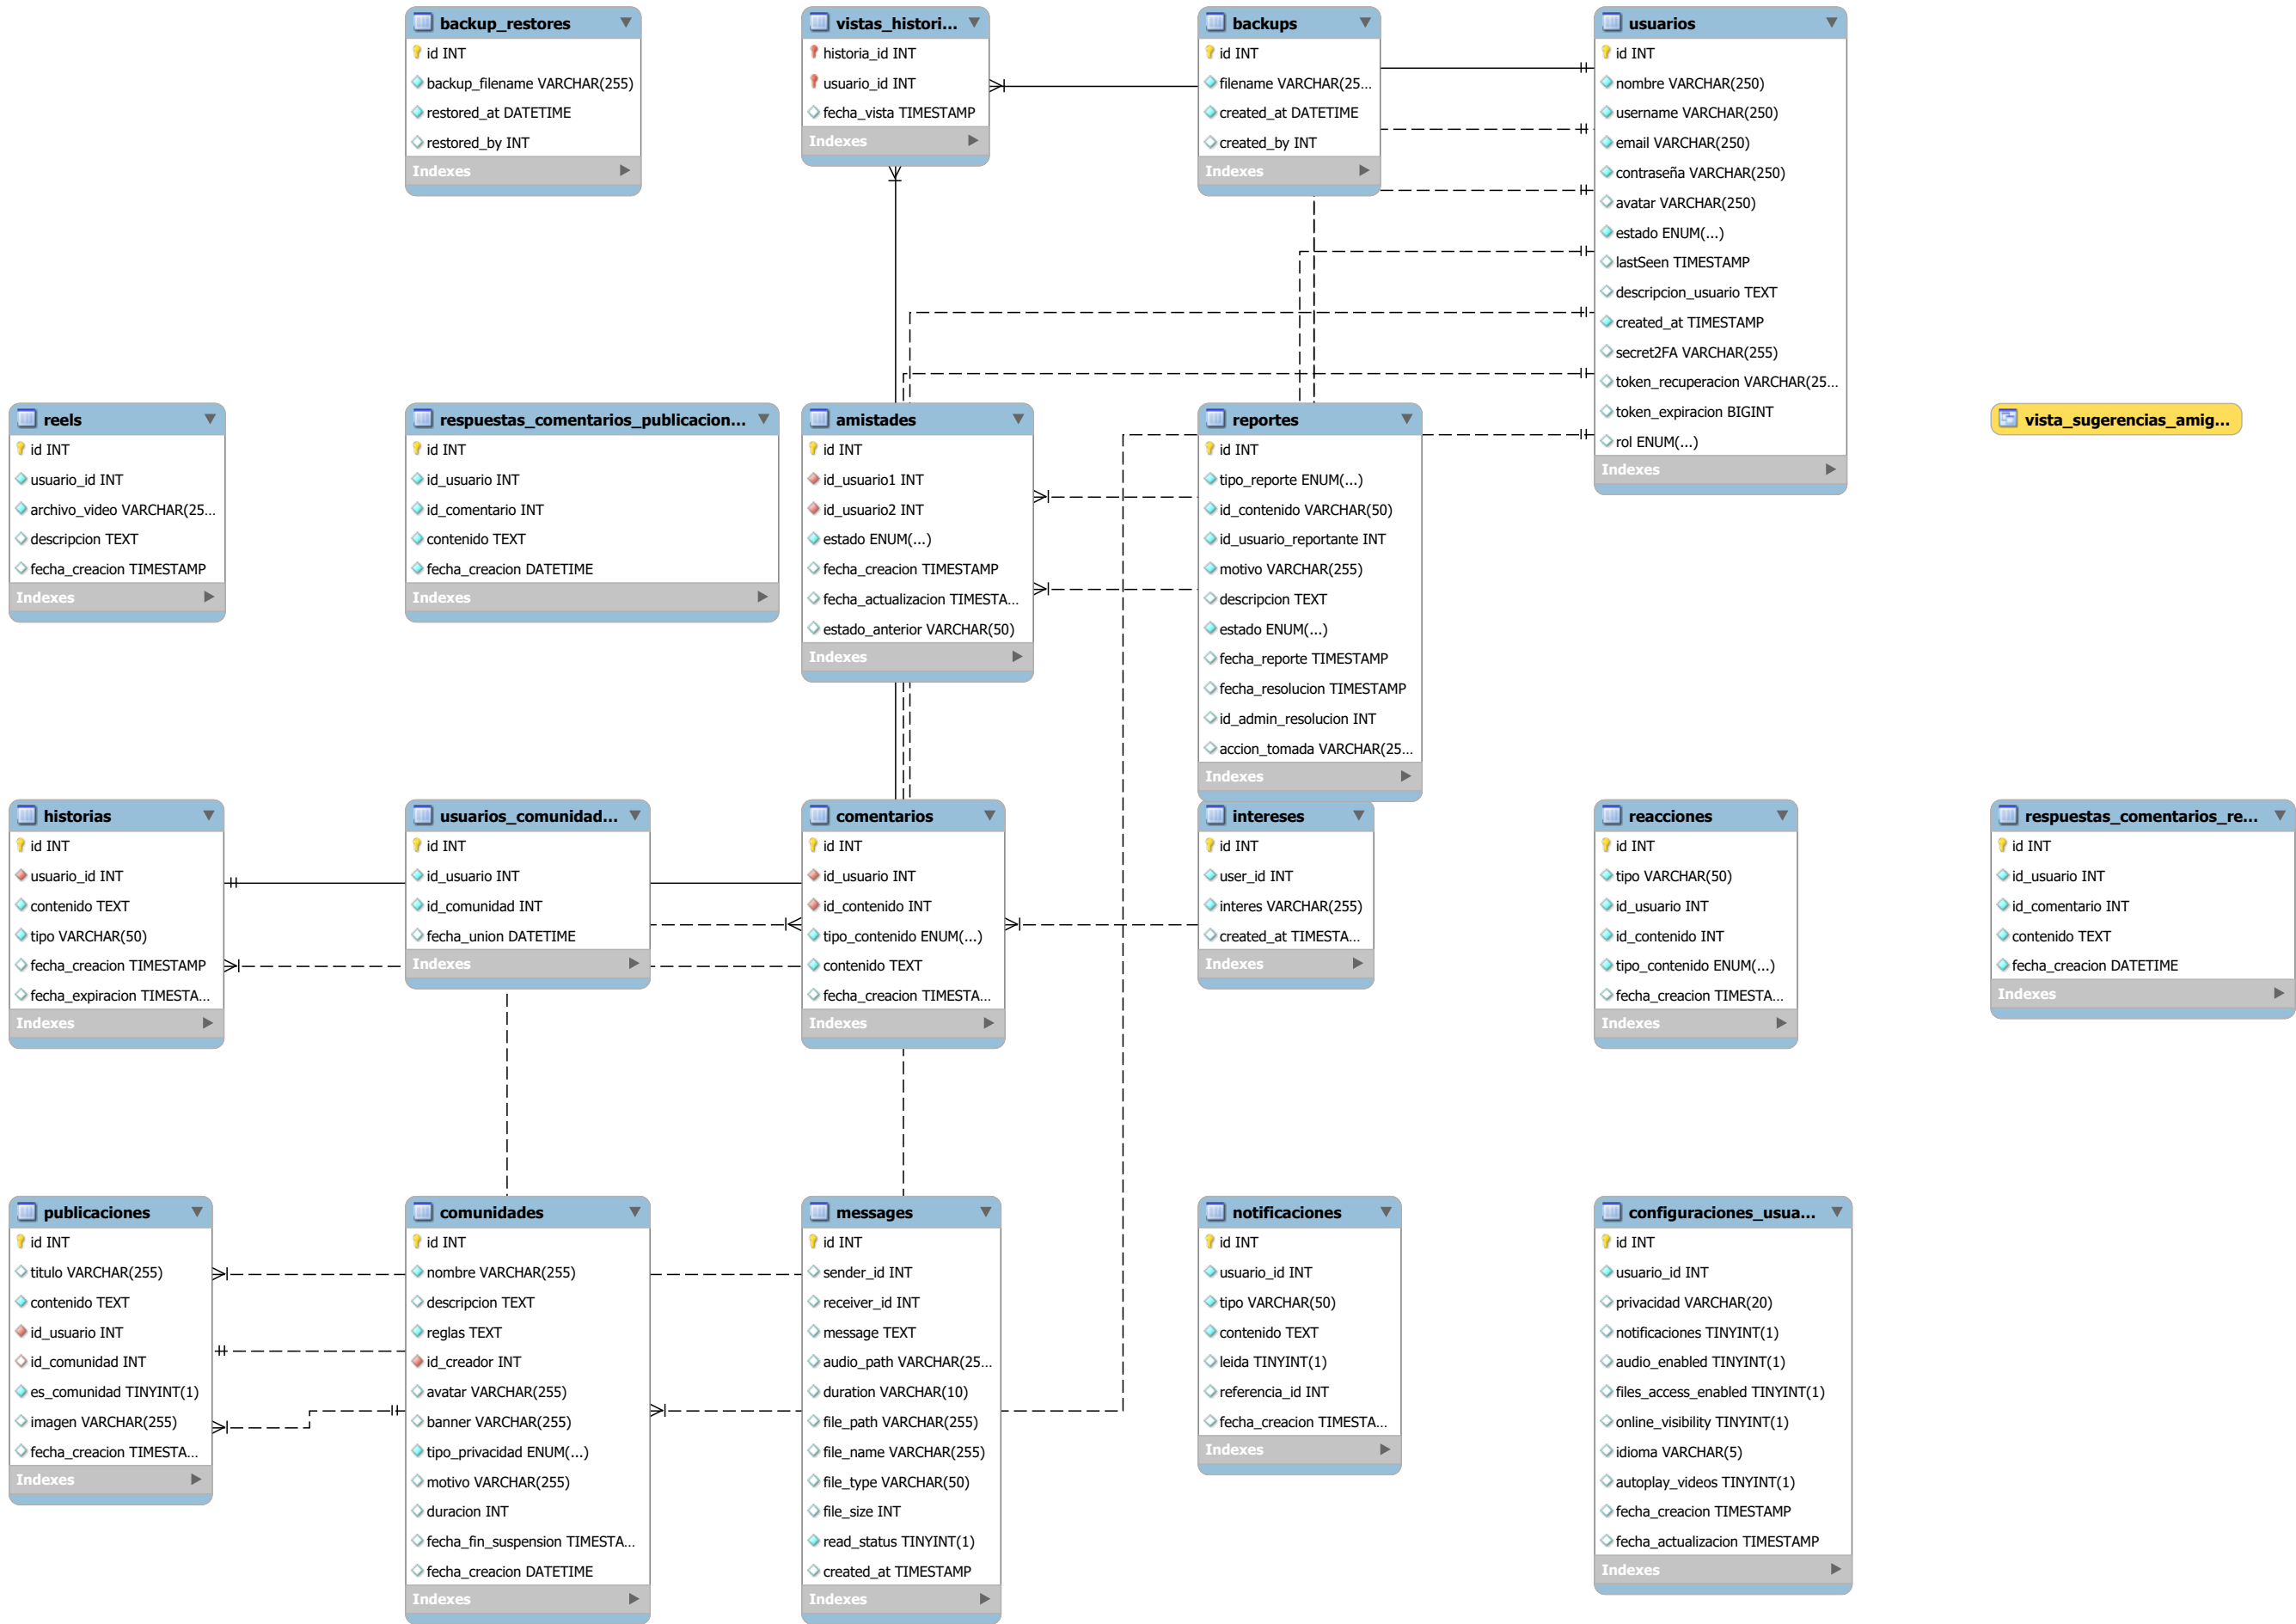 backup_restores
id INT
backup_filename VARCHAR(255)
restored_at DATETIME
restored_by INT
Indexes
vistas_histori...
historia_id INT
usuario_id INT
fecha_vista TIMESTAMP
Indexes
backups
id INT
filename VARCHAR(25...
created_at DATETIME
created_by INT
Indexes
usuarios
id INT
nombre VARCHAR(250)
username VARCHAR(250)
email VARCHAR(250)
contraseña VARCHAR(250)
avatar VARCHAR(250)
estado ENUM(...)
lastSeen TIMESTAMP
descripcion_usuario TEXT
created_at TIMESTAMP
secret2FA VARCHAR(255)
token_recuperacion VARCHAR(25...
token_expiracion BIGINT
rol ENUM(...)
Indexes
reels
id INT
usuario_id INT
archivo_video VARCHAR(25...
descripcion TEXT
fecha_creacion TIMESTAMP
Indexes
respuestas_comentarios_publicacion...
id INT
id_usuario INT
id_comentario INT
contenido TEXT
fecha_creacion DATETIME
Indexes
amistades
id INT
id_usuario1 INT
id_usuario2 INT
estado ENUM(...)
fecha_creacion TIMESTAMP
fecha_actualizacion TIMESTA...
estado_anterior VARCHAR(50)
Indexes
reportes
id INT
tipo_reporte ENUM(...)
id_contenido VARCHAR(50)
id_usuario_reportante INT
motivo VARCHAR(255)
descripcion TEXT
estado ENUM(...)
fecha_reporte TIMESTAMP
fecha_resolucion TIMESTAMP
id_admin_resolucion INT
accion_tomada VARCHAR(25...
Indexes
vista_sugerencias_amig...
historias
id INT
usuario_id INT
contenido TEXT
tipo VARCHAR(50)
fecha_creacion TIMESTAMP
fecha_expiracion TIMESTA...
Indexes
usuarios_comunidad...
id INT
id_usuario INT
id_comunidad INT
fecha_union DATETIME
Indexes
comentarios
id INT
id_usuario INT
id_contenido INT
tipo_contenido ENUM(...)
contenido TEXT
fecha_creacion TIMESTA...
Indexes
intereses
id INT
user_id INT
interes VARCHAR(255)
created_at TIMESTA...
Indexes
reacciones
id INT
tipo VARCHAR(50)
id_usuario INT
id_contenido INT
tipo_contenido ENUM(...)
fecha_creacion TIMESTA...
Indexes
respuestas_comentarios_re...
id INT
id_usuario INT
id_comentario INT
contenido TEXT
fecha_creacion DATETIME
Indexes
publicaciones
id INT
titulo VARCHAR(255)
contenido TEXT
id_usuario INT
id_comunidad INT
es_comunidad TINYINT(1)
imagen VARCHAR(255)
fecha_creacion TIMESTA...
Indexes
comunidades
id INT
nombre VARCHAR(255)
descripcion TEXT
reglas TEXT
id_creador INT
avatar VARCHAR(255)
banner VARCHAR(255)
tipo_privacidad ENUM(...)
motivo VARCHAR(255)
duracion INT
fecha_fin_suspension TIMESTA...
fecha_creacion DATETIME
Indexes
messages
id INT
sender_id INT
receiver_id INT
message TEXT
audio_path VARCHAR(25...
duration VARCHAR(10)
file_path VARCHAR(255)
file_name VARCHAR(255)
file_type VARCHAR(50)
file_size INT
read_status TINYINT(1)
created_at TIMESTAMP
Indexes
notificaciones
id INT
usuario_id INT
tipo VARCHAR(50)
contenido TEXT
leida TINYINT(1)
referencia_id INT
fecha_creacion TIMESTA...
Indexes
configuraciones_usua...
id INT
usuario_id INT
privacidad VARCHAR(20)
notificaciones TINYINT(1)
audio_enabled TINYINT(1)
files_access_enabled TINYINT(1)
online_visibility TINYINT(1)
idioma VARCHAR(5)
autoplay_videos TINYINT(1)
fecha_creacion TIMESTAMP
fecha_actualizacion TIMESTAMP
Indexes